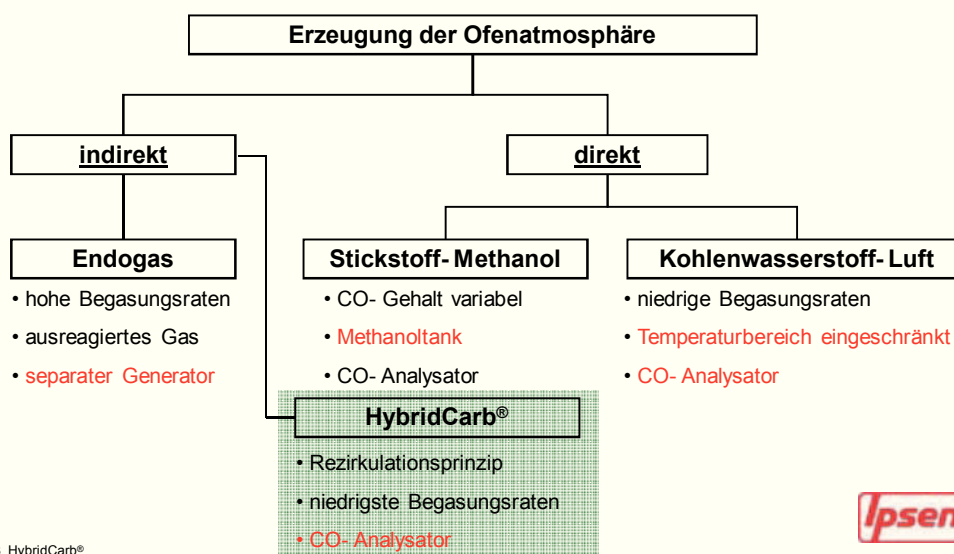 Erzeugung der Ofenatmosphäre
indirekt
direkt
Endogas
• hohe Begasungsraten
• ausreagiertes Gas
• separater Generator
Stickstoff-Methanol
• CO- Gehalt variabel
• Methanoltank
• CO- Analysator
Kohlenwasserstoff-Luft
• niedrige Begasungsraten
• Temperaturbereich eingeschränkt
• CO- Analysator
HybridCarb®
• Rezirkulationsprinzip
• niedrigste Begasungsraten
• CO- Analysator
Ipsen
HybridCarb®